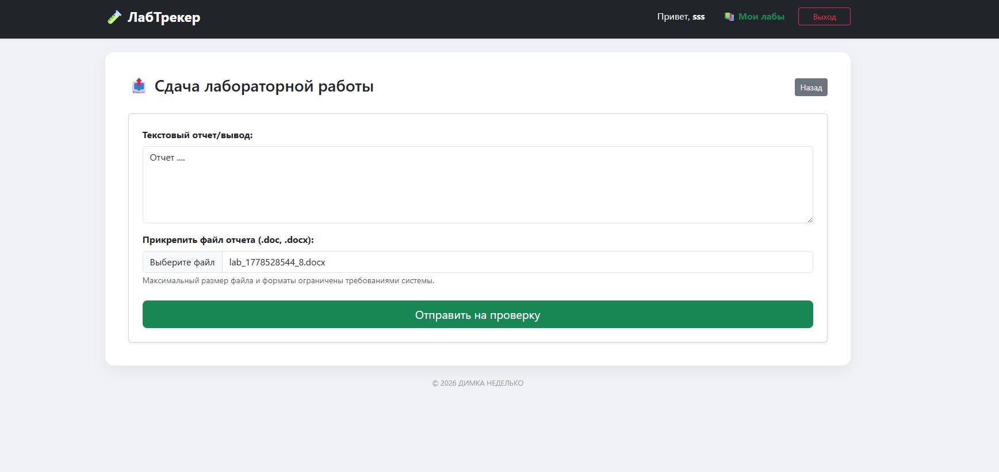 ЛабТрекер
Привет, sss
Мои лабы
Выход
Сдача лабораторной работы
Назад
Текстовый отчет/вывод:
Отчет ....
Прикрепить файл отчета (.doc, .docx):
Выберите файл
lab_1778528544_8.docx
Максимальный размер файла и форматы ограничены требованиями системы.
Отправить на проверку
© 2026 ДИМКА НЕДЕЛЬКО